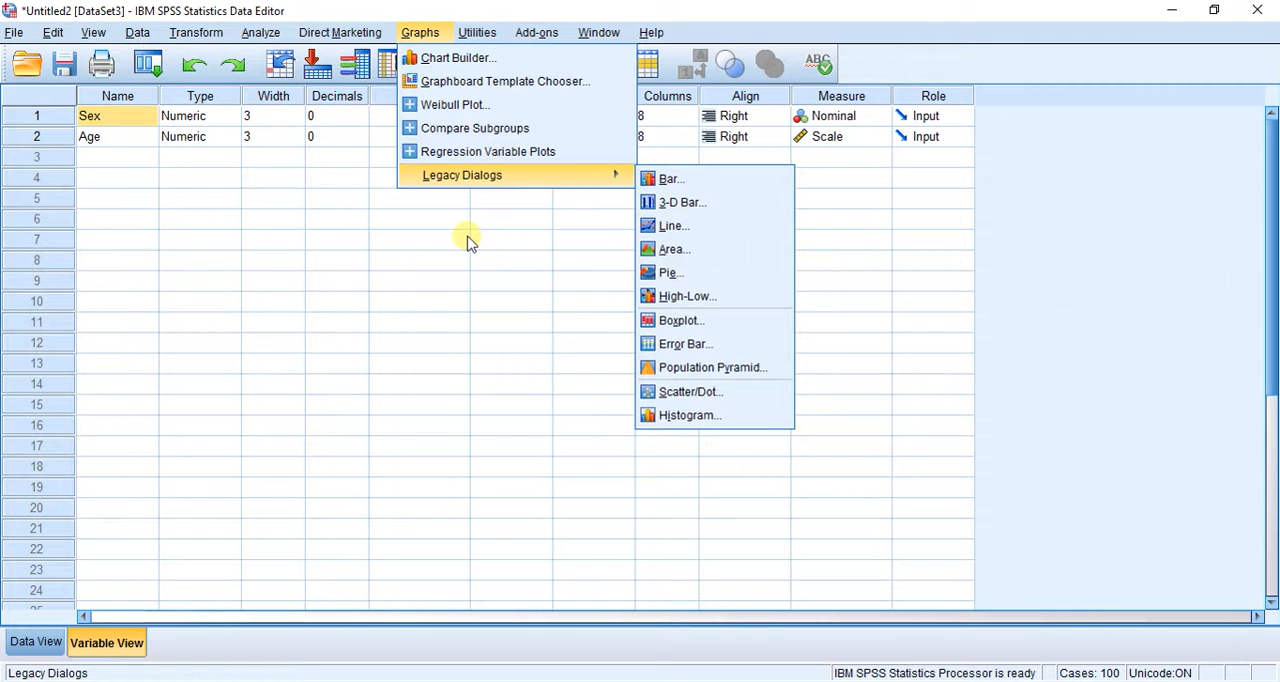 *Untitled2 [DataSet3] - IBM SPSS Statistics Data Editor
File Edit View Data Transform Analyze Direct Marketing Graphs Utilities Add-ons Window Help
Chart Builder...
Graphboard Template Chooser...
Weibull Plot...
Compare Subgroups
Regression Variable Plots
Legacy Dialogs
Bar...
3-D Bar...
Line...
Area...
Pie...
High-Low...
Boxplot...
Error Bar...
Population Pyramid...
Scatter/Dot...
Histogram...
ABC
Name Type Width Decimals Columns Align Measure Role
1 Sex Numeric 3 0 8 Right Nominal Input
2 Age Numeric 3 0 8 Right Scale Input
3
4
5
6
7
8
9
10
11
12
13
14
15
16
17
18
19
20
21
22
23
24
Data View Variable View
Legacy Dialogs IBM SPSS Statistics Processor is ready Cases: 100 Unicode:ON